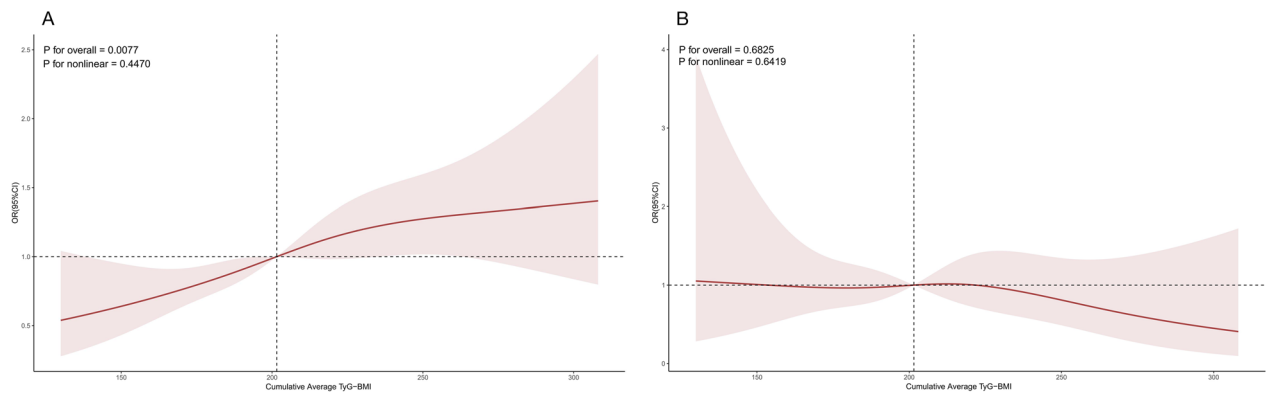 A
P for overall = 0.0077
P for nonlinear = 0.4470
2.5
2.0
1.5
1.0
0.5
OR(95%CI)
150
200
250
300
Cumulative Average TyG−BMI
B
P for overall = 0.6825
P for nonlinear = 0.6419
4
3
2
1
0
OR(95%CI)
150
200
250
300
Cumulative Average TyG−BMI